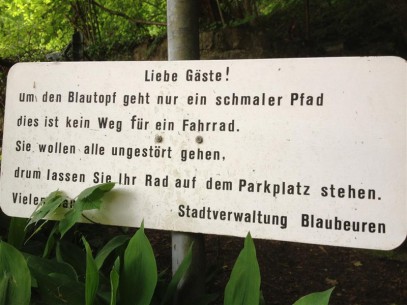 Liebe Gäste!
um den Blautopf geht nur ein schmaler Pfad
dies ist kein Weg für ein Fahrrad.
Sie wollen alle ungestört gehen,
drum lassen Sie Ihr Rad auf dem Parkplatz stehen.
Vielen Stadtverwaltung Blaubeuren